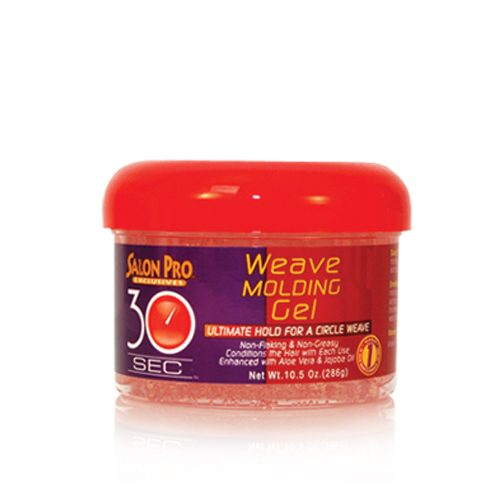 SALON PRO
EXCLUSIVES
30
SEC
Weave
MOLDING
Gel
ULTIMATE HOLD FOR A CIRCLE WEAVE
Non-Flaking & Non-Greasy
Conditions the Hair with Each Use
Enhanced with Aloe Vera & Jojoba Oil
Net Wt. 10.5 Oz. (286g)